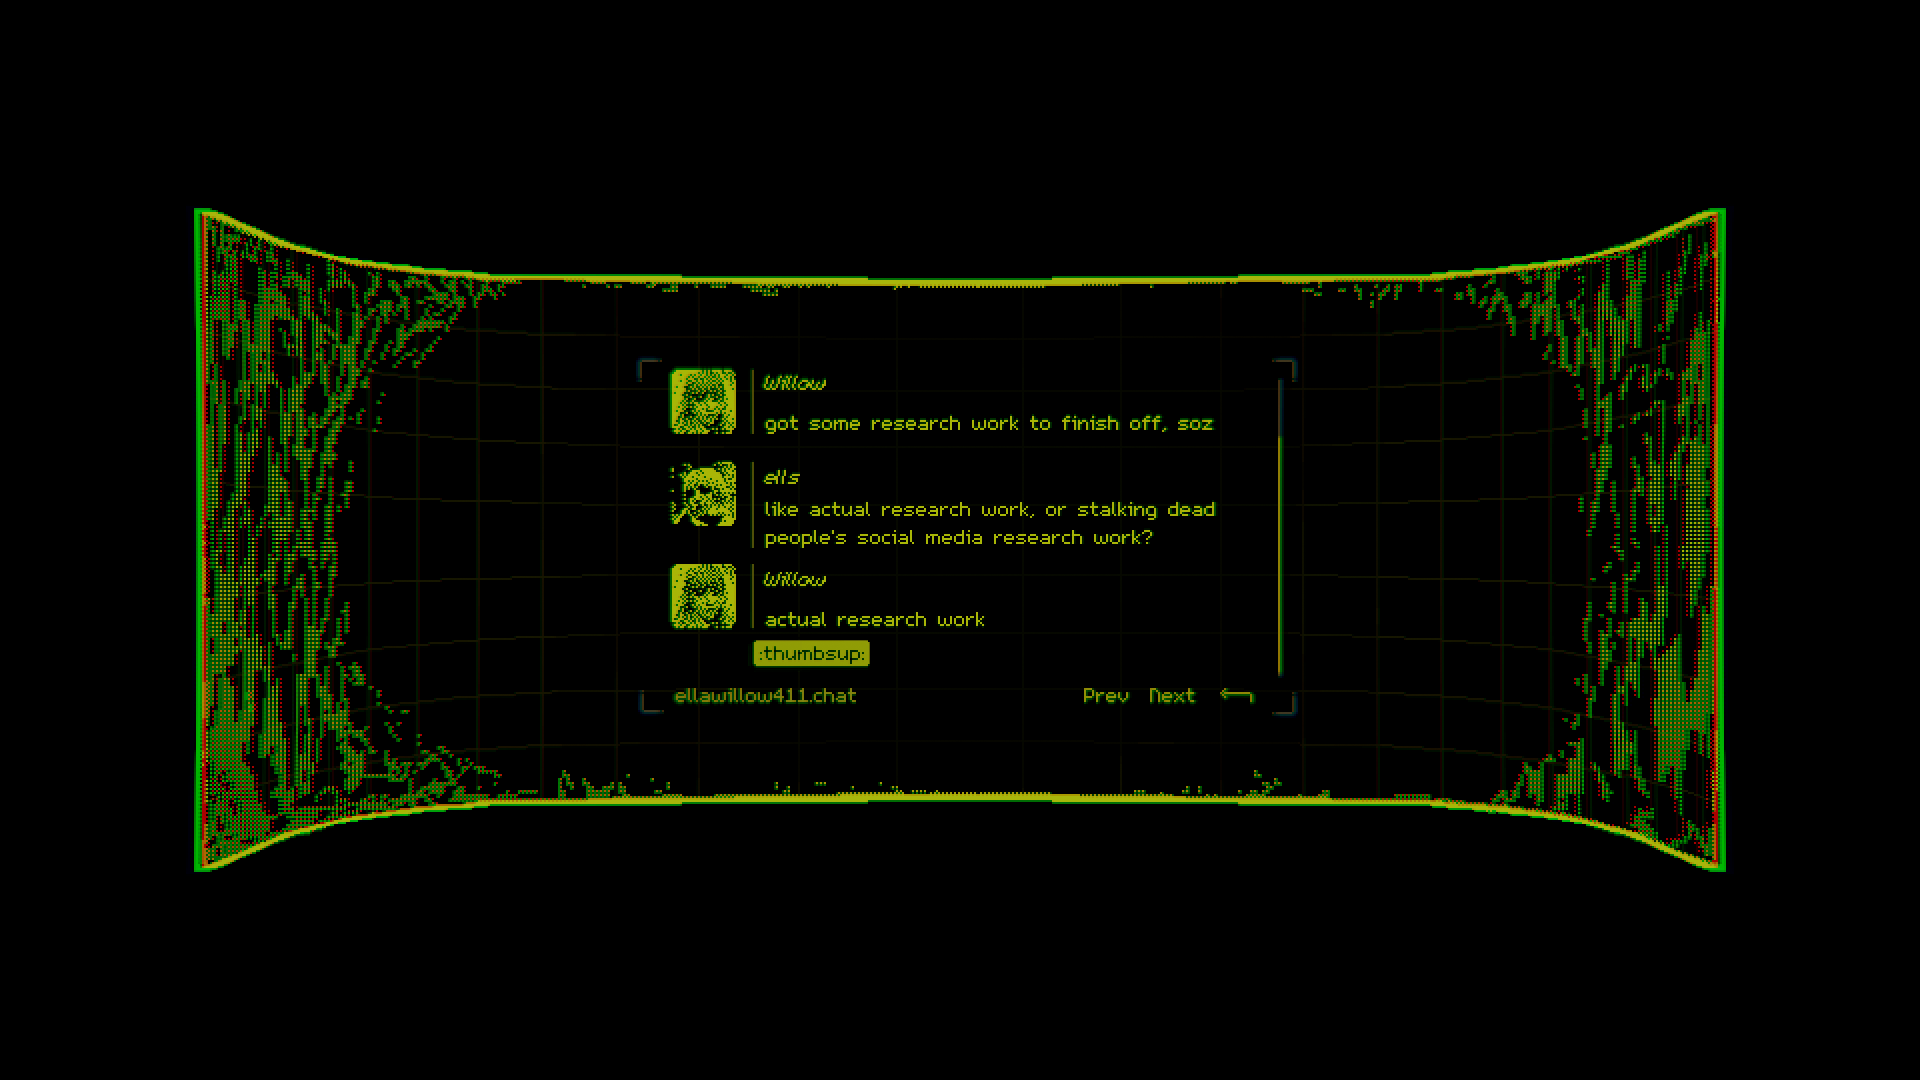 Willow
got some research work to finish off, soz
ells
like actual research work, or stalking dead
people's social media research work?
Willow
actual research work
:thumbsup:
ellawillow411.chat
Prev Next